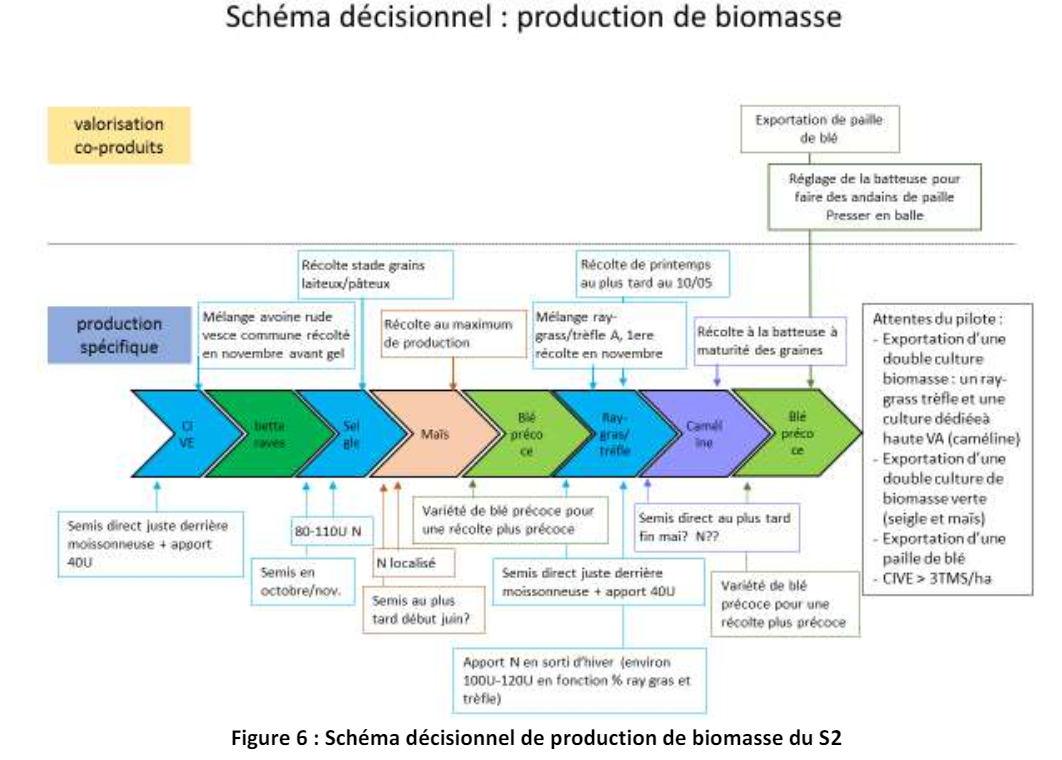 Schéma décisionnel : production de biomasse
valorisation
co-produits
Exportation de paille
de blé
Réglage de la batteuse pour
faire des andains de paille
Presser en balle
Récolte stade grains
laiteux/pâteux
Récolte de printemps
au plus tard au 10/05
production
spécifique
Mélange avoine rude
vesce commune récolté
en novembre avant gel
Récolte au maximum
de production
Mélange ray-
grass/trèfle A, 1ere
récolte en novembre
Récolte à la batteuse à
maturité des graines
Attentes du pilote :
- Exportation d'une
double culture
biomasse : un ray-
grass trèfle et une
culture dédiéeà
haute VA (caméline)
- Exportation d'une
double culture de
biomasse verte
(seigle et maïs)
- Exportation d'une
paille de blé
- CIVE > 3TMS/ha
CI
VE
bette
raves
Sei
gle
Maïs
Blé
préco
ce
Ray-
gras/
trèfle
Camél
ine
Blé
préco
ce
Semis direct juste derrière
moissonneuse + apport
40U
80-110U N
Semis en
octobre/nov.
N localisé
Semis au plus
tard début juin?
Variété de blé précoce pour
une récolte plus précoce
Semis direct juste derrière
moissonneuse + apport 40U
Semis direct au plus tard
fin mai? N??
Variété de blé
précoce pour une
récolte plus précoce
Apport N en sorti d'hiver (environ
100U-120U en fonction % ray gras et
trèfle)
Figure 6 : Schéma décisionnel de production de biomasse du S2